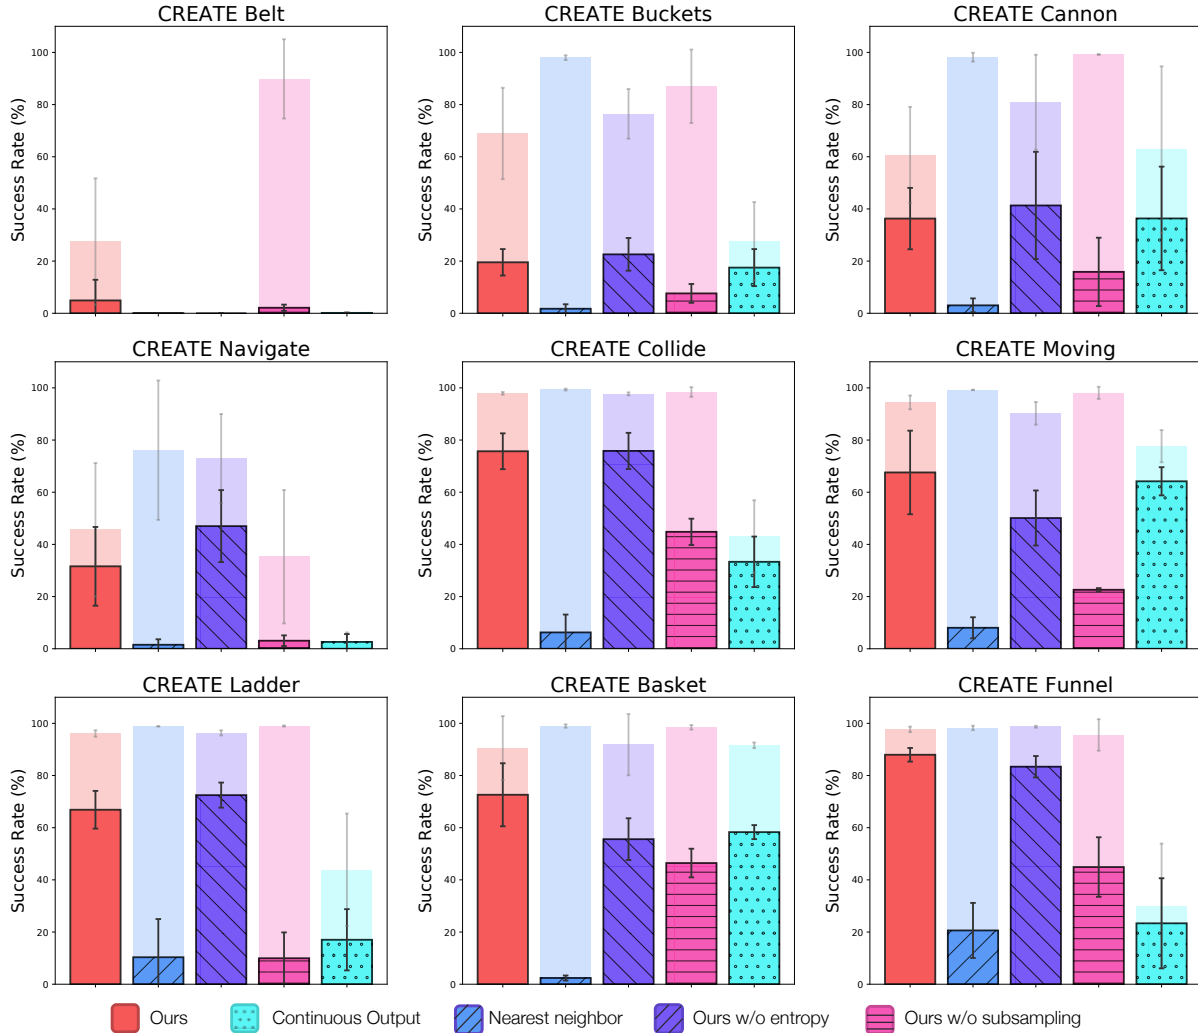 CREATE Belt
CREATE Buckets
CREATE Cannon
Success Rate (%)
100
80
60
40
20
0
Success Rate (%)
100
80
60
40
20
0
Success Rate (%)
100
80
60
40
20
0
CREATE Navigate
CREATE Collide
CREATE Moving
Success Rate (%)
100
80
60
40
20
0
Success Rate (%)
100
80
60
40
20
0
Success Rate (%)
100
80
60
40
20
0
CREATE Ladder
CREATE Basket
CREATE Funnel
Success Rate (%)
100
80
60
40
20
0
Success Rate (%)
100
80
60
40
20
0
Success Rate (%)
100
80
60
40
20
0
Ours
Continuous Output
Nearest neighbor
Ours w/o entropy
Ours w/o subsampling